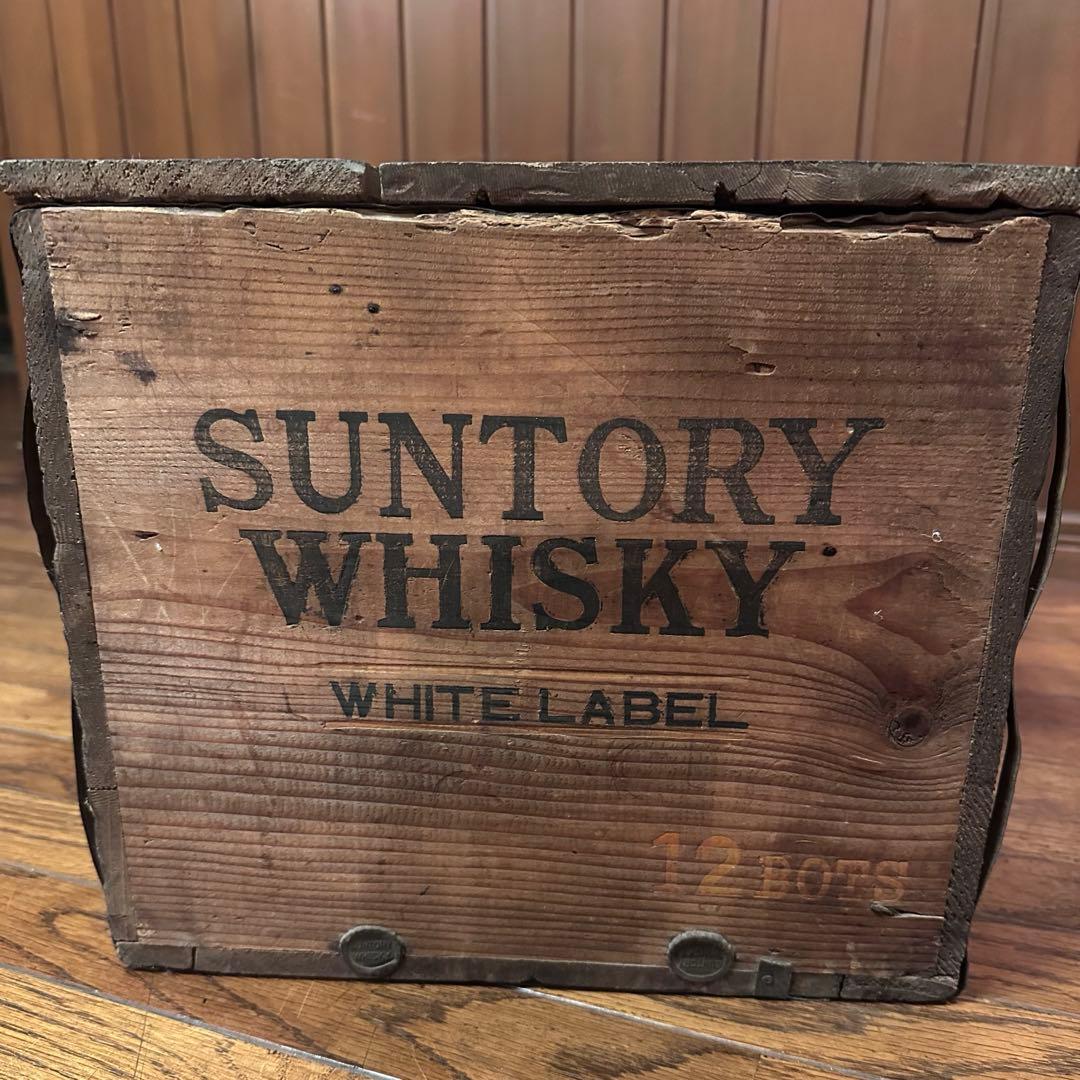 SUNTORY
WHISKY
WHITE LABEL
12 BOTS